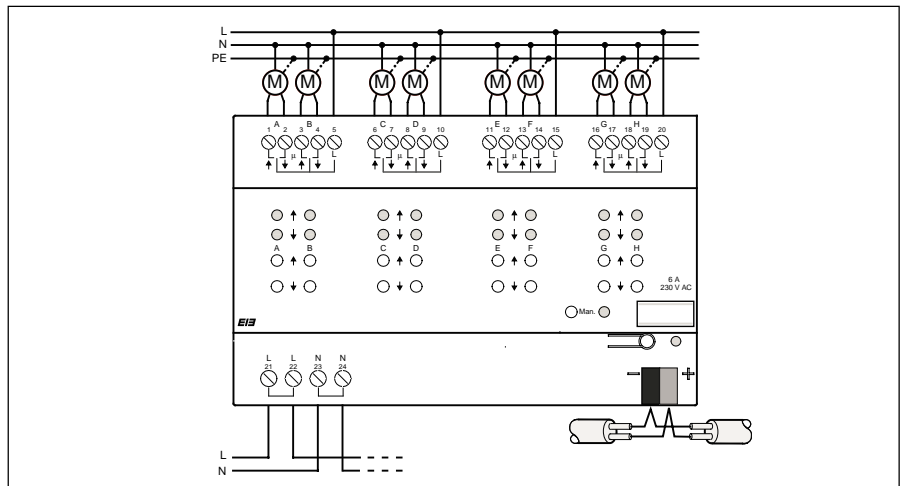 L
N
PE
M M M M M M M M
A B C D E F G H
1 2 3 4 5 6 7 8 9 10 11 12 13 14 15 16 17 18 19 20
↑ ↓ μ ↑ ↓ L ↑ ↓ μ ↑ ↓ L ↑ ↓ μ ↑ ↓ L ↑ ↓ μ ↑ ↓ L
↑ ↑ ↑ ↑
↓ ↓ ↓ ↓
A B C D E F G H
↑ ↑ ↑ ↑
↓ ↓ ↓ ↓
6 A
230 V AC
Man.
EIB
L L N N
21 22 23 24
− +
L
N